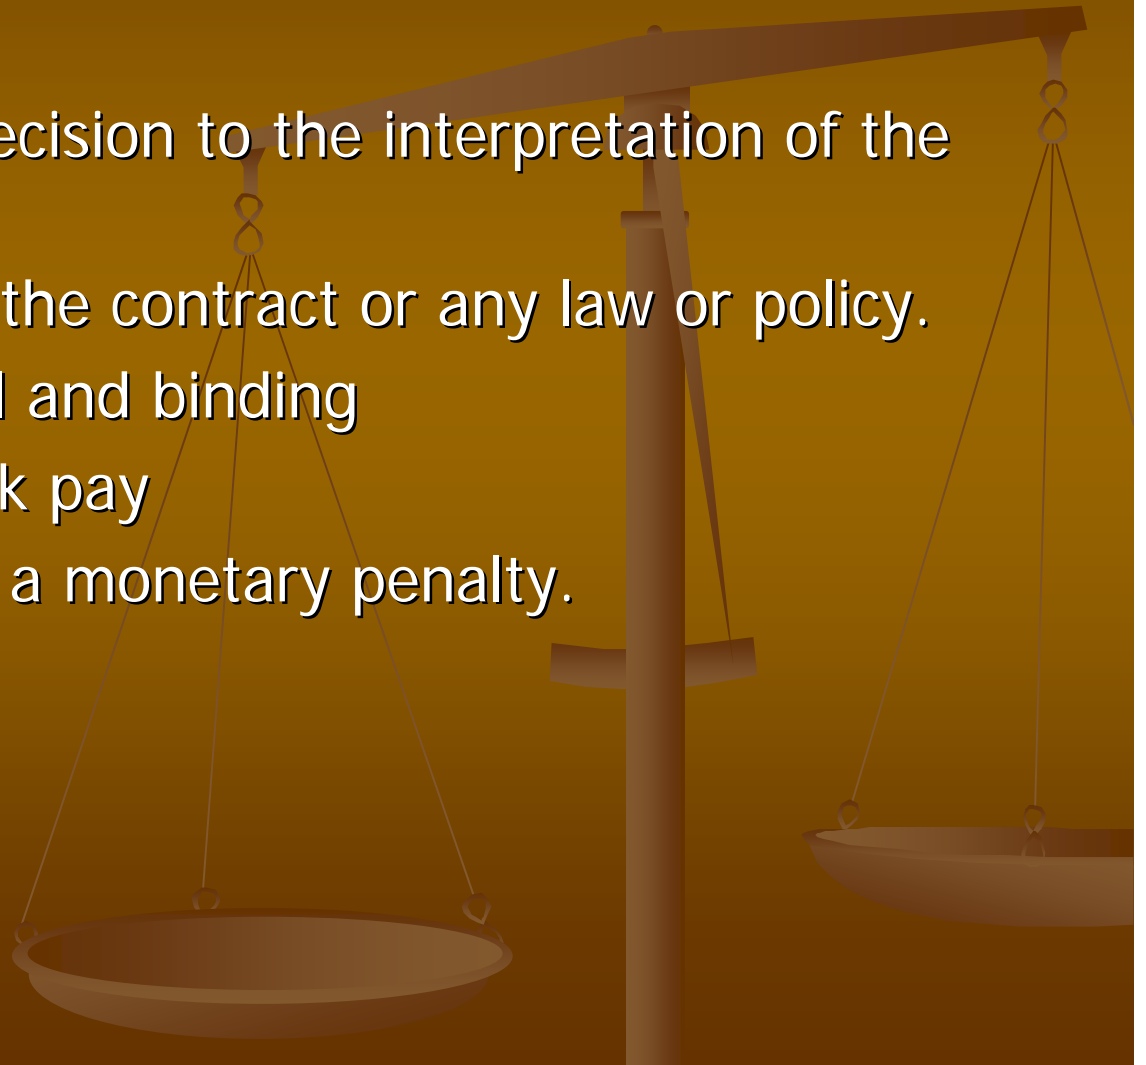 ecision to the interpretation of the
the contract or any law or policy.
and binding
k pay
a monetary penalty.